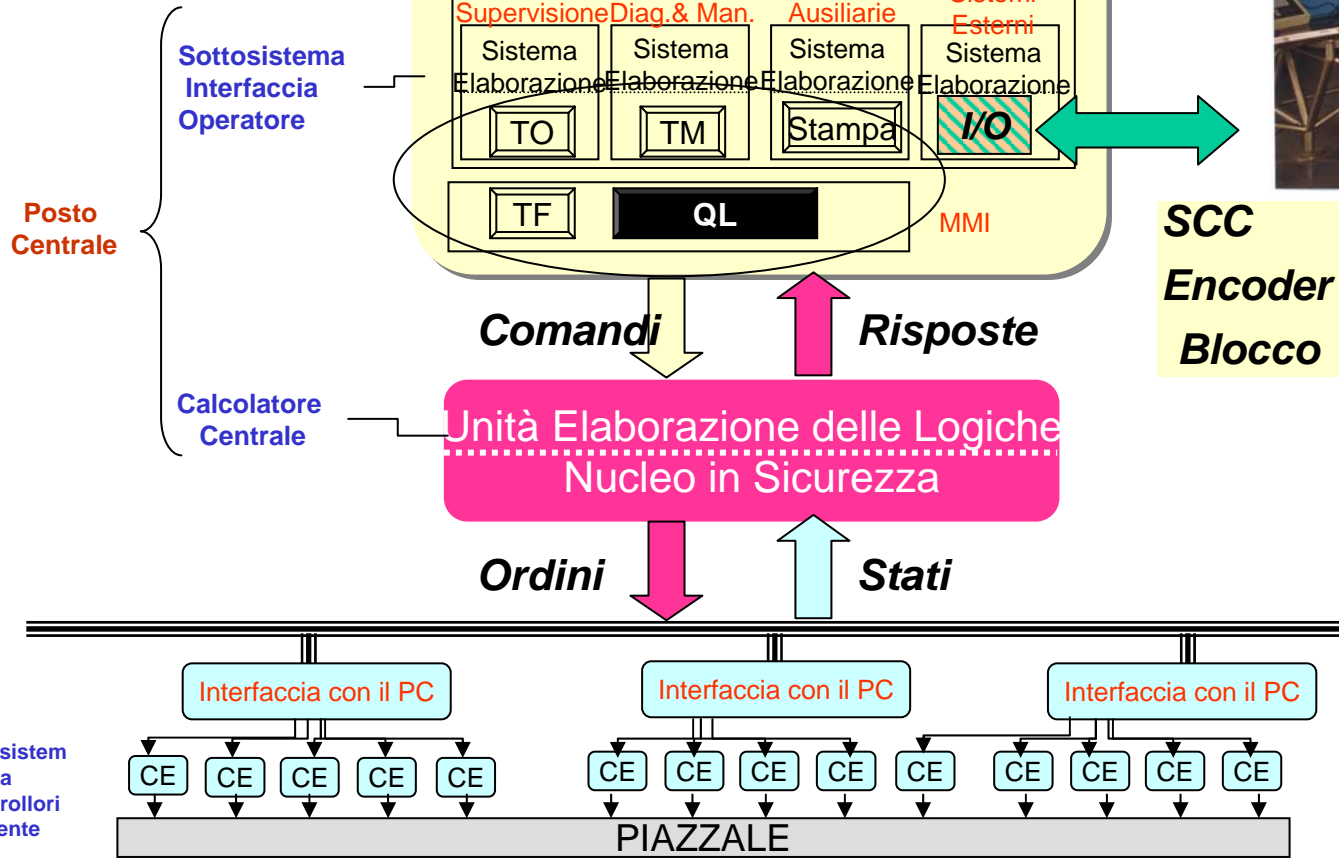 Supervisione Diag.& Man. Ausiliarie
Esterni
Sottosistema
Interfaccia
Operatore
Sistema
Elaborazione
Sistema
Elaborazione
Sistema
Elaborazione
Sistema
Elaborazione
TO
TM
Stampa
I/O
TF
QL
MMI
Posto
Centrale
SCC
Encoder
Blocco
Comandi
Risposte
Calcolatore
Centrale
Unità Elaborazione delle Logiche
Nucleo in Sicurezza
Ordini
Stati
Interfaccia con il PC
Interfaccia con il PC
Interfaccia con il PC
sistem
a
rollori
ente
CE CE CE CE CE CE CE CE CE CE CE CE CE CE
PIAZZALE